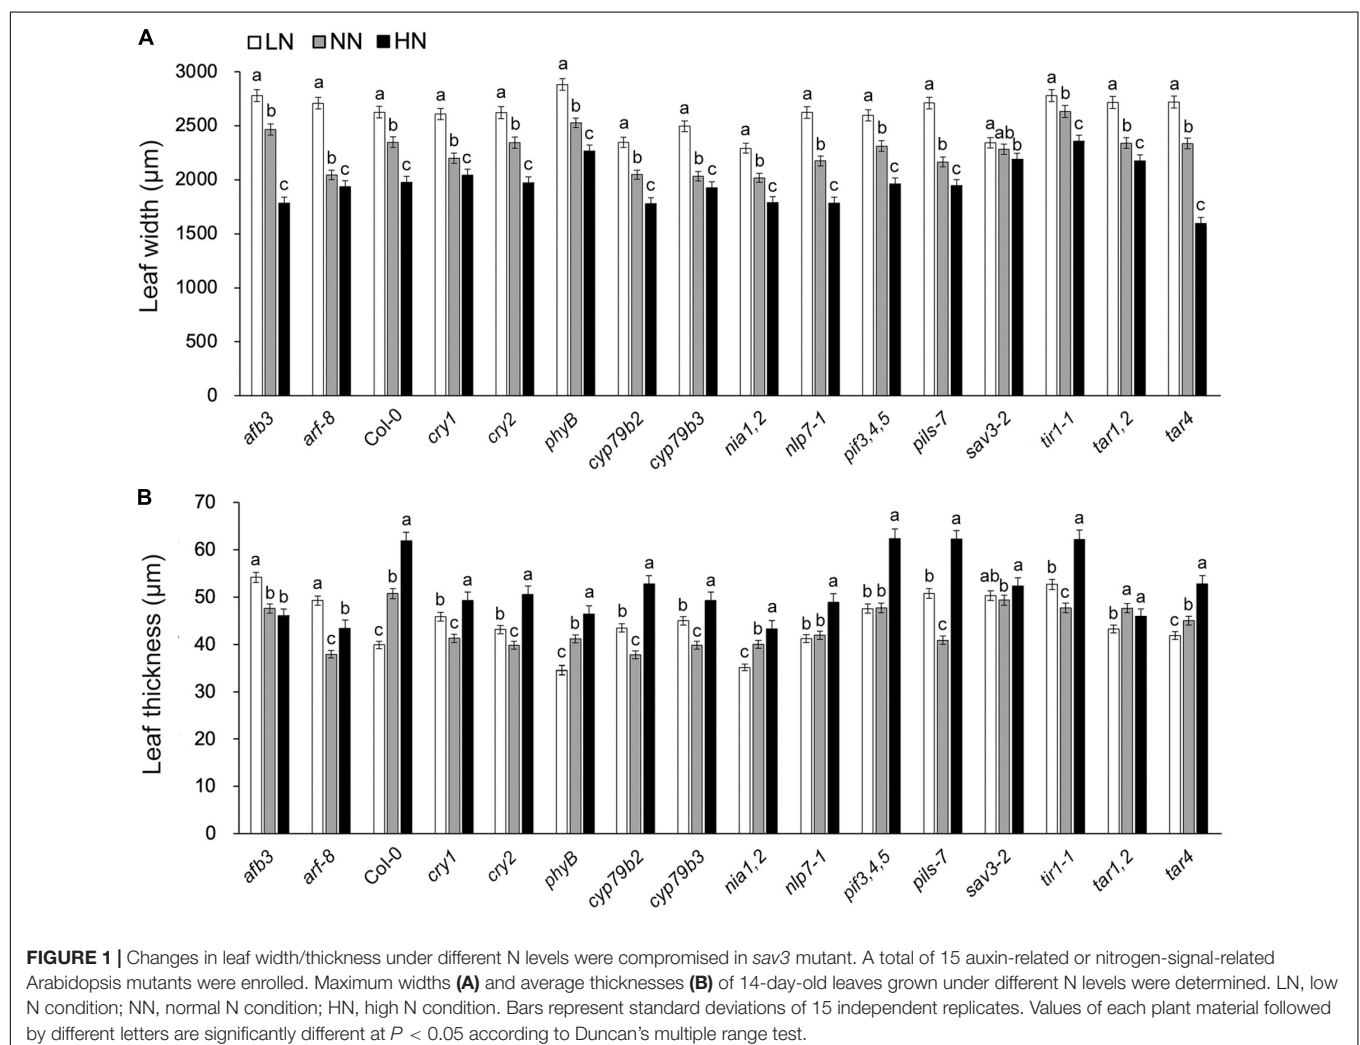 A
LN NN HN
Leaf width (µm)
3000
2500
2000
1500
1000
500
0
a b c a b c a b c a b c a b c a b c a b c a b c a b c a b c a b c a b c a ab b a b c a b c a b c
afb3 arf-8 Col-0 cry1 cry2 phyB cyp79b2 cyp79b3 nia1,2 nlp7-1 pif3,4,5 pils-7 sav3-2 tir1-1 tar1,2 tar4
B
Leaf thickness (µm)
70
60
50
40
30
20
10
0
a b b a c b c b a b c a b c a c b a b c a b c a c b a b b a b b a b c a ab b a b c a b a a c b a
afb3 arf-8 Col-0 cry1 cry2 phyB cyp79b2 cyp79b3 nia1,2 nlp7-1 pif3,4,5 pils-7 sav3-2 tir1-1 tar1,2 tar4
FIGURE 1 | Changes in leaf width/thickness under different N levels were compromised in sav3 mutant. A total of 15 auxin-related or nitrogen-signal-related
Arabidopsis mutants were enrolled. Maximum widths (A) and average thicknesses (B) of 14-day-old leaves grown under different N levels were determined. LN, low
N condition; NN, normal N condition; HN, high N condition. Bars represent standard deviations of 15 independent replicates. Values of each plant material followed
by different letters are significantly different at P < 0.05 according to Duncan's multiple range test.